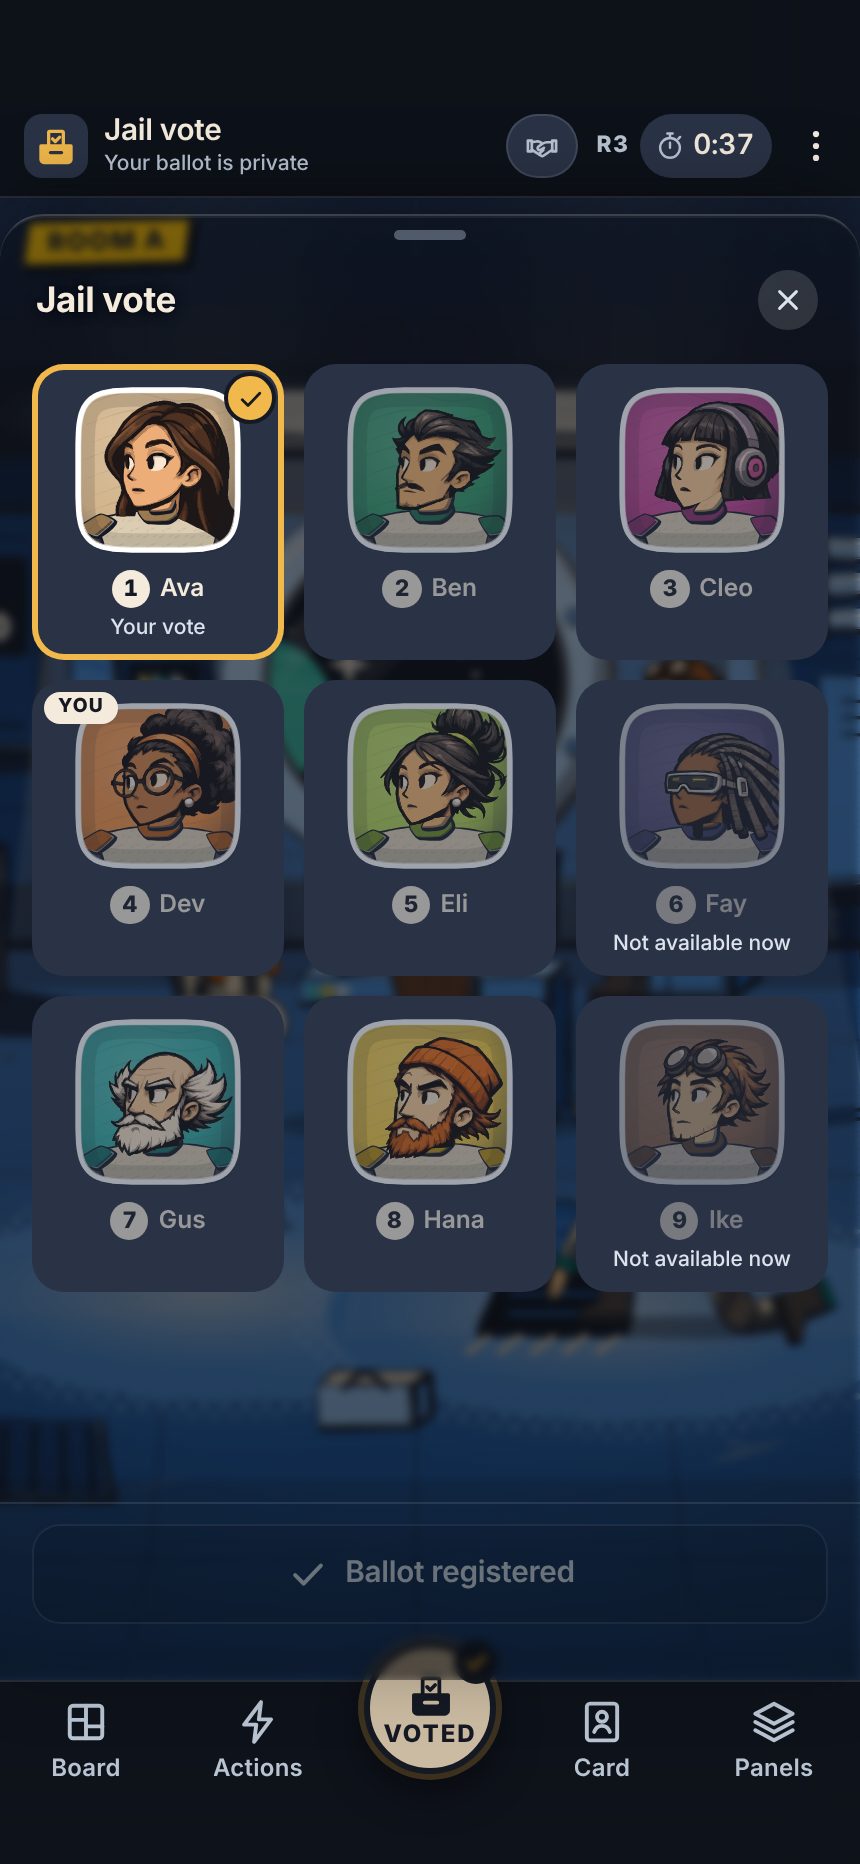 Jail vote
Your ballot is private
R3
0:37
ROOM A
Jail vote
1 Ava
Your vote
2 Ben
3 Cleo
YOU
4 Dev
5 Eli
6 Fay
Not available now
7 Gus
8 Hana
9 Ike
Not available now
Ballot registered
VOTED
Board
Actions
Card
Panels